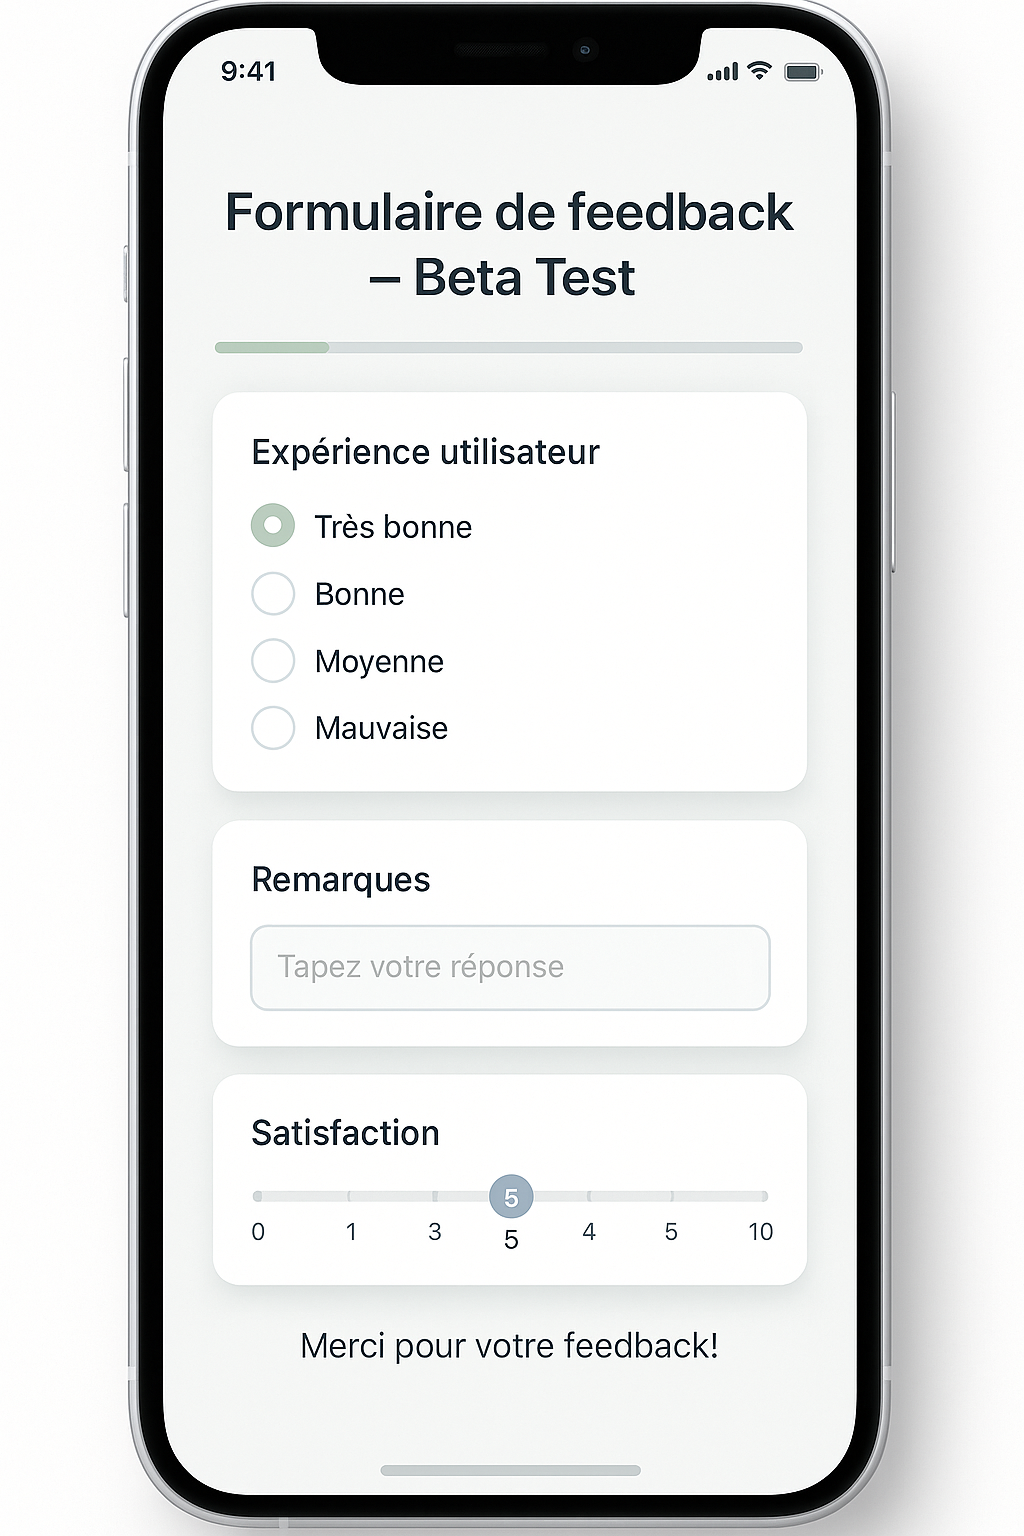 9:41
Formulaire de feedback
– Beta Test
Expérience utilisateur
Très bonne
Bonne
Moyenne
Mauvaise
Remarques
Tapez votre réponse
Satisfaction
5
0 1 3 5 4 5 10
Merci pour votre feedback!